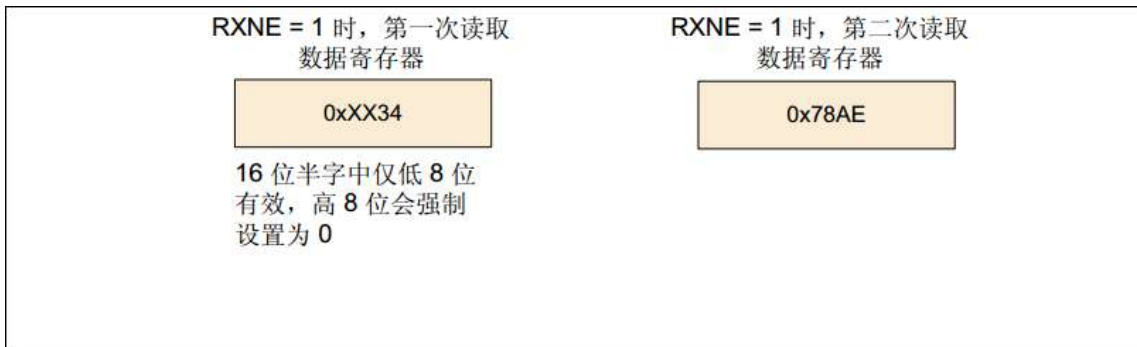 RXNE = 1 时，第一次读取
数据寄存器
0xXX34
16 位半字中仅低 8 位
有效，高 8 位会强制
设置为 0
RXNE = 1 时，第二次读取
数据寄存器
0x78AE